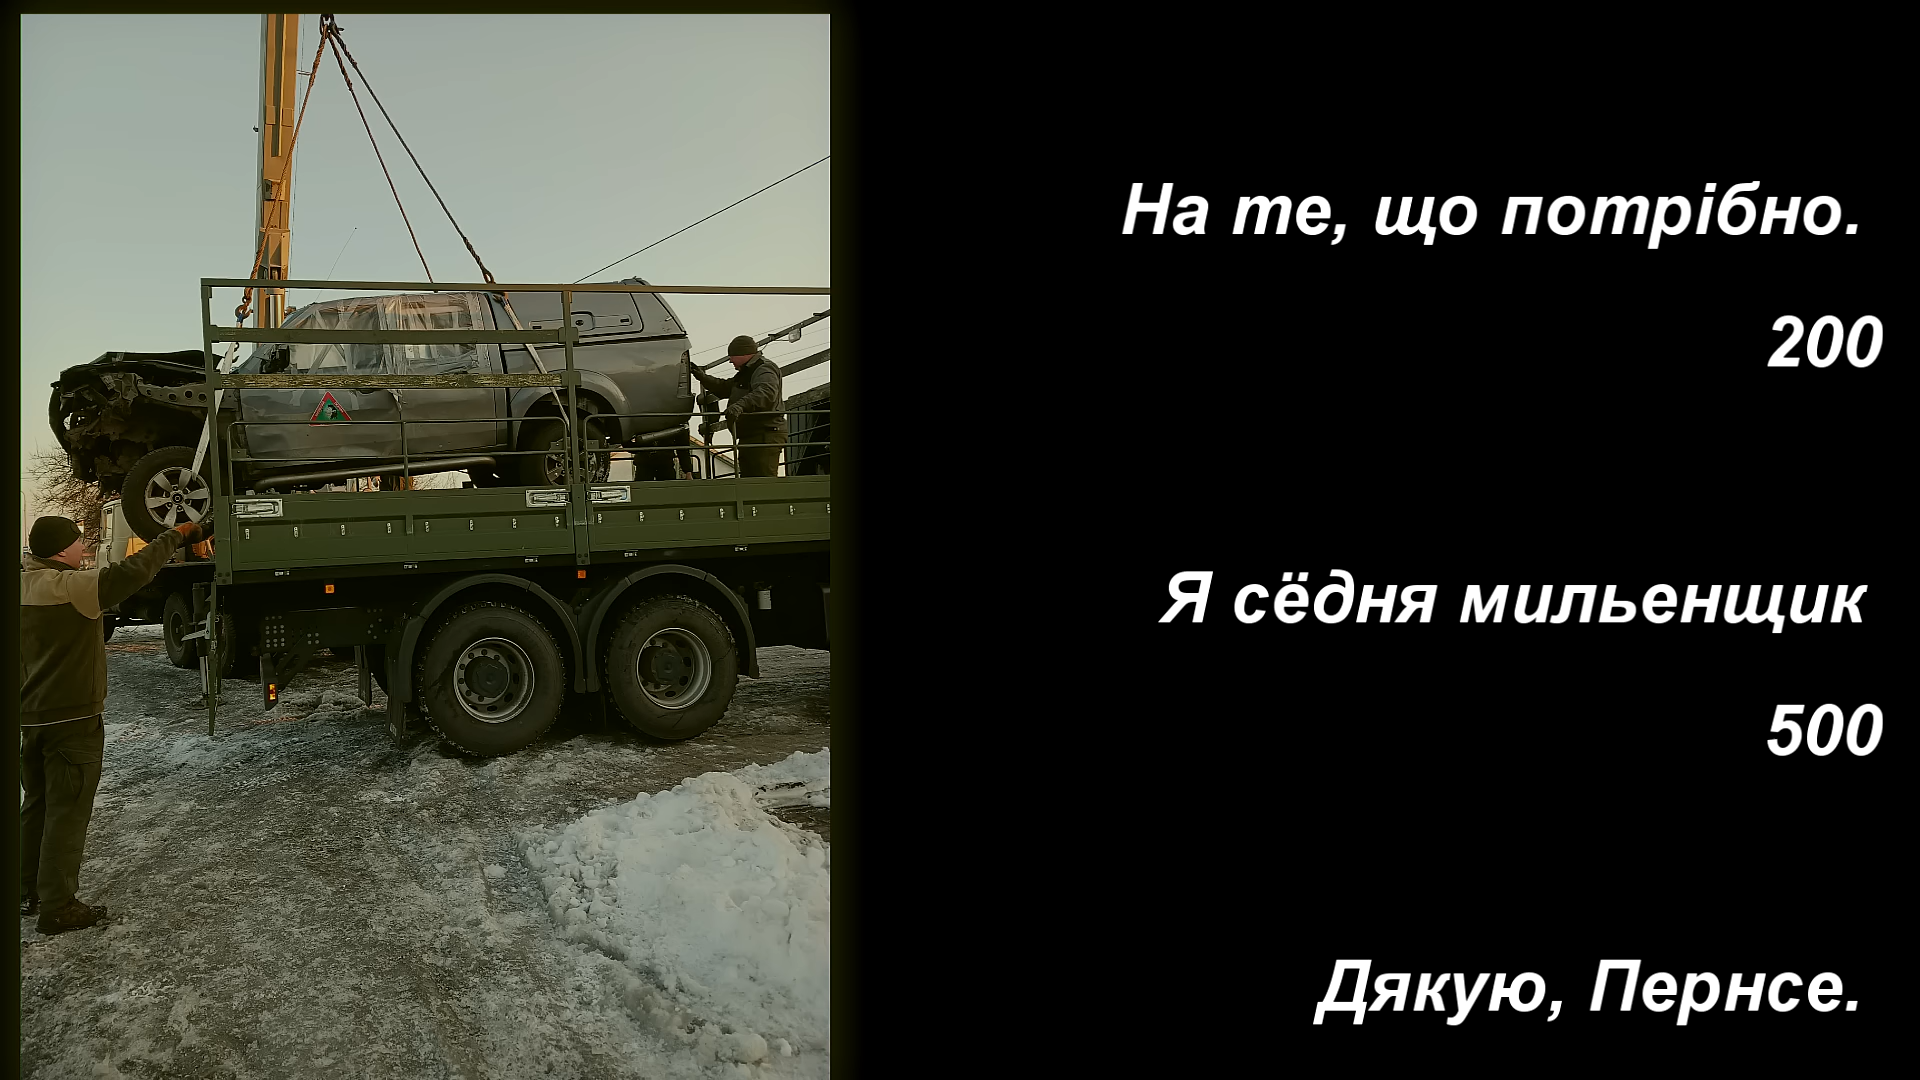 На те, що потрібно.
200
Я сёдня мильенщик
500
Дякую, Пернсе.